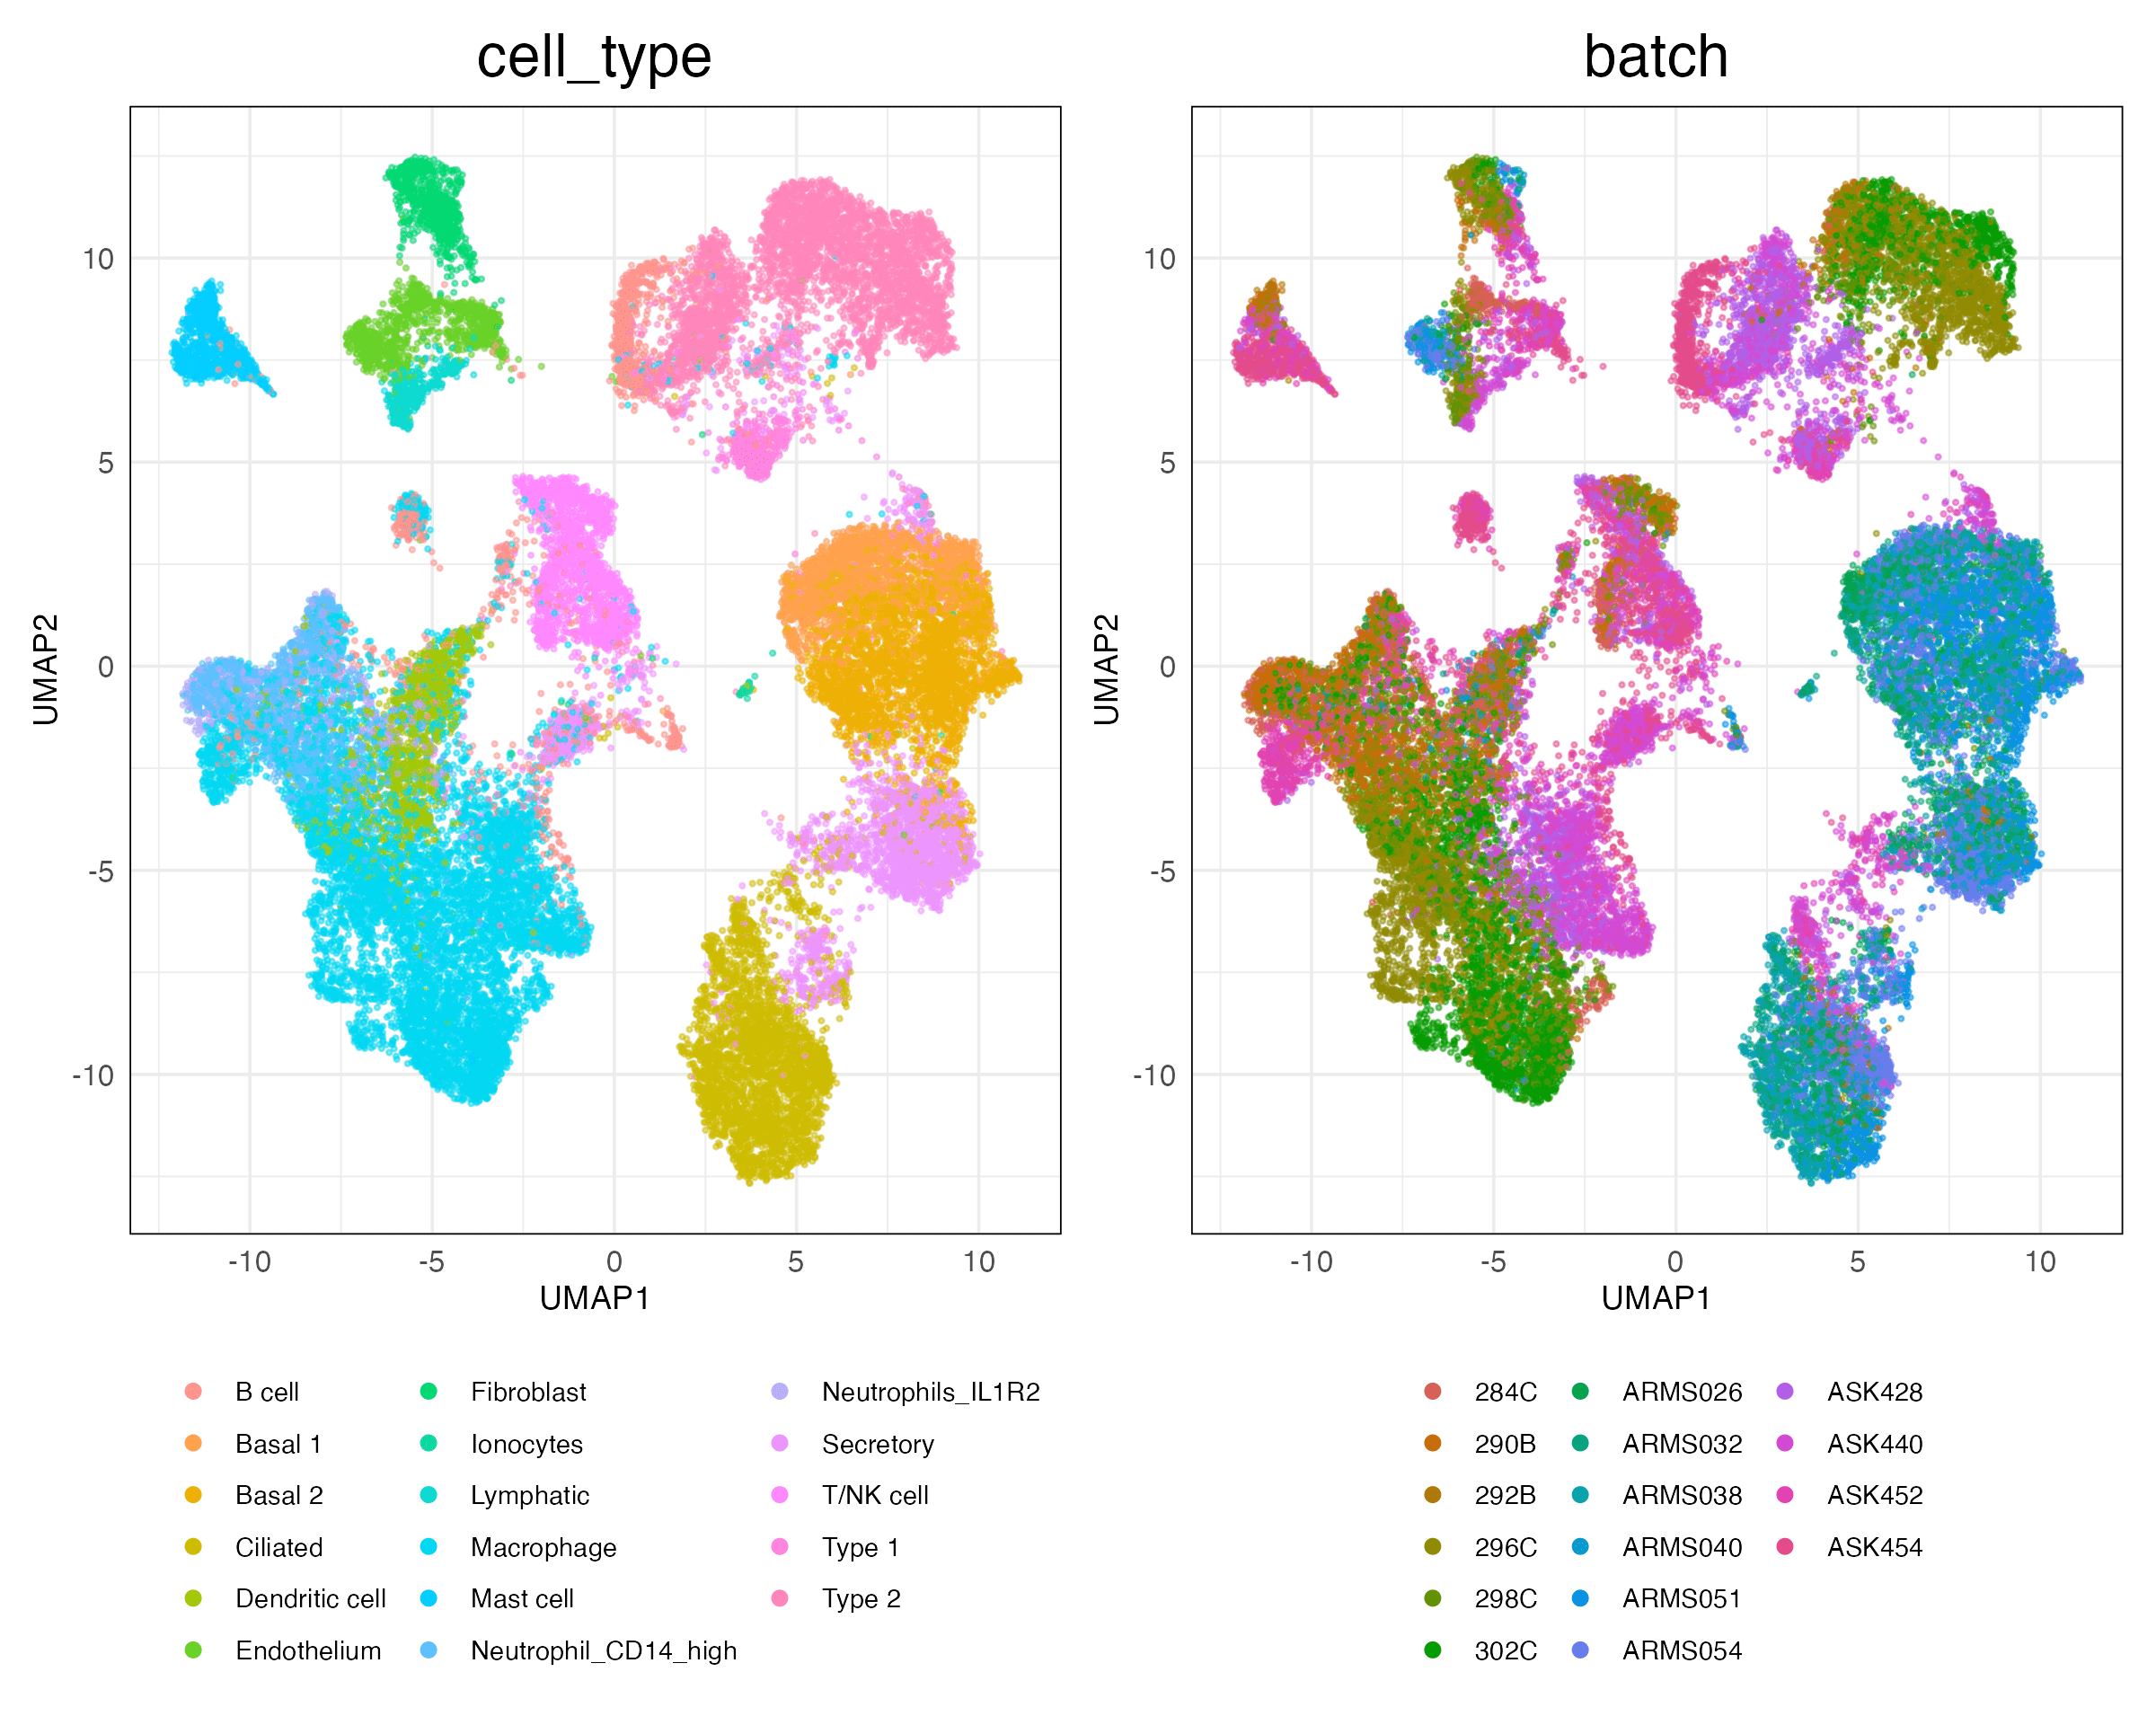 cell_type
10
5
0
-5
-10
UMAP2
-10 -5 0 5 10
UMAP1
B cell
Basal 1
Basal 2
Ciliated
Dendritic cell
Endothelium
Fibroblast
Ionocytes
Lymphatic
Macrophage
Mast cell
Neutrophil_CD14_high
Neutrophils_IL1R2
Secretory
T/NK cell
Type 1
Type 2
batch
10
5
0
-5
-10
UMAP2
-10 -5 0 5 10
UMAP1
284C
290B
292B
296C
298C
302C
ARMS026
ARMS032
ARMS038
ARMS040
ARMS051
ARMS054
ASK428
ASK440
ASK452
ASK454